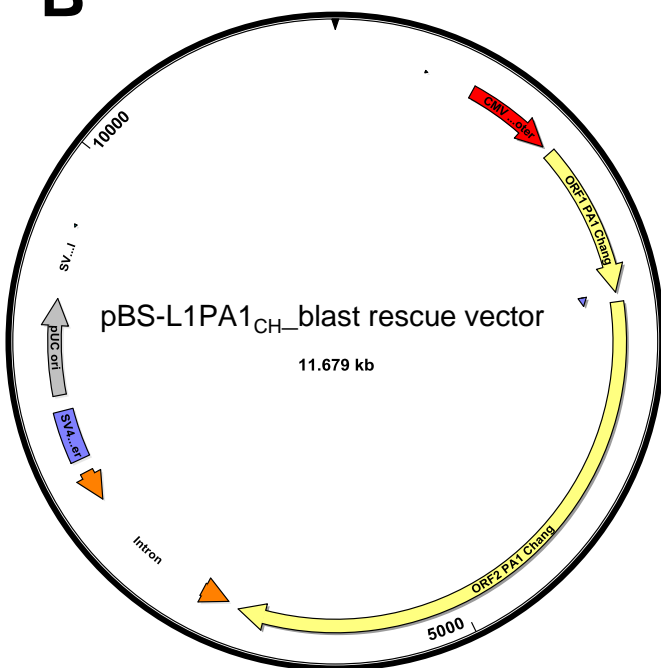 B
10000
CMV...oter
ORF1 PA1 Chang
SV...l
pBS-L1PA1CH_blast rescue vector
11.679 kb
pUC ori
SV4...er
Intron
ORF2 PA1 Chang
5000